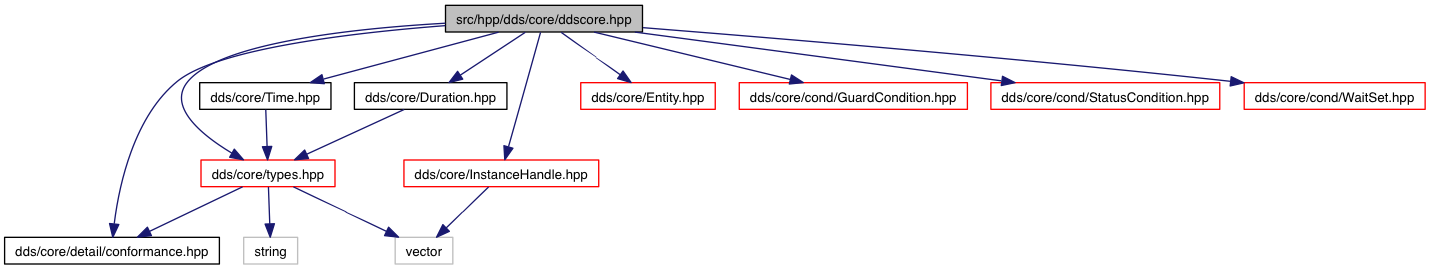 src/hpp/dds/core/ddscore.hpp
dds/core/Time.hpp
dds/core/Duration.hpp
dds/core/Entity.hpp
dds/core/cond/GuardCondition.hpp
dds/core/cond/StatusCondition.hpp
dds/core/cond/WaitSet.hpp
dds/core/types.hpp
dds/core/InstanceHandle.hpp
dds/core/detail/conformance.hpp
string
vector